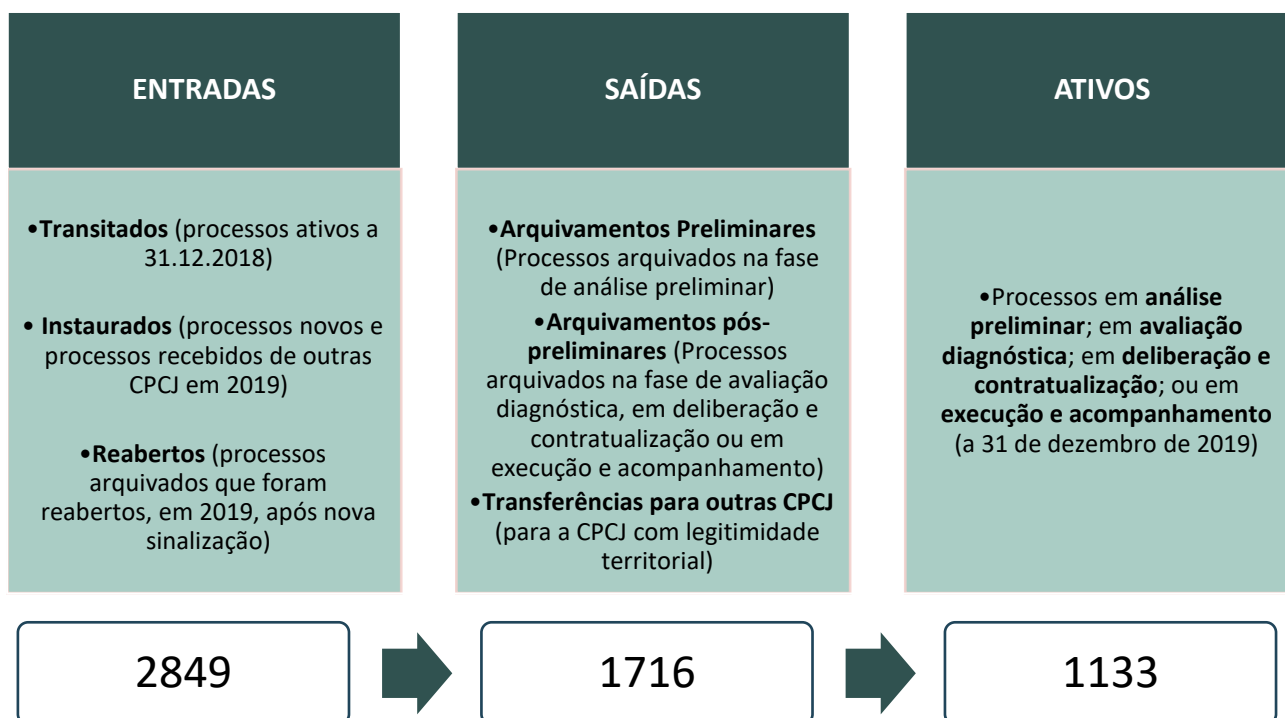 ENTRADAS
•Transitados (processos ativos a
31.12.2018)
• Instaurados (processos novos e
processos recebidos de outras
CPCJ em 2019)
•Reabertos (processos
arquivados que foram
reabertos, em 2019, após nova
sinalização)
2849
SAÍDAS
•Arquivamentos Preliminares
(Processos arquivados na fase
de análise preliminar)
•Arquivamentos pós-
preliminares (Processos
arquivados na fase de avaliação
diagnóstica, em deliberação e
contratualização ou em
execução e acompanhamento)
•Transferências para outras CPCJ
(para a CPCJ com legitimidade
territorial)
1716
ATIVOS
•Processos em análise
preliminar; em avaliação
diagnóstica; em deliberação e
contratualização; ou em
execução e acompanhamento
(a 31 de dezembro de 2019)
1133